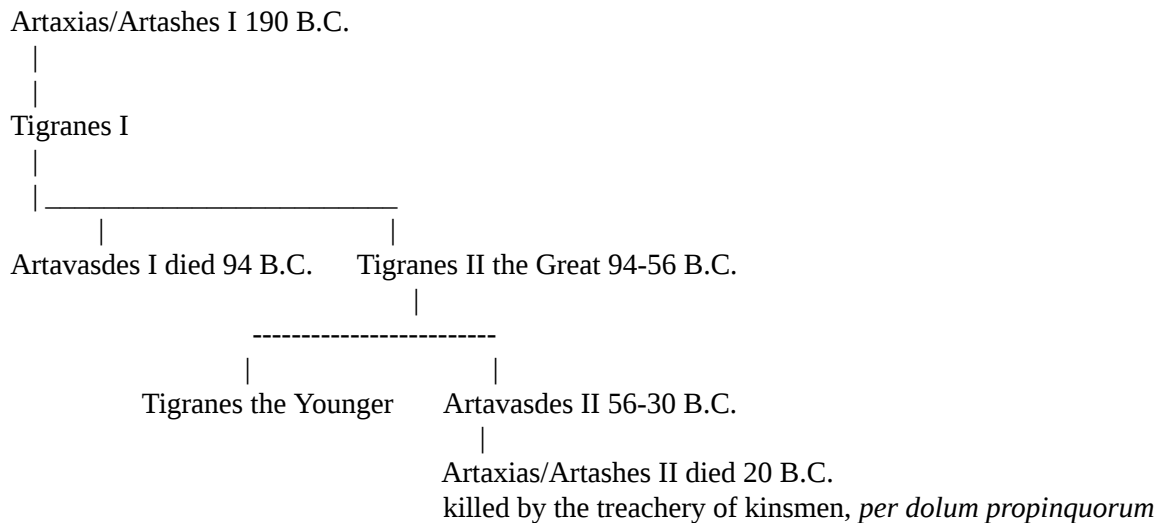 Artaxias/Artashes I 190 B.C.
Tigranes I
Artavasdes I died 94 B.C. Tigranes II the Great 94-56 B.C.
Tigranes the Younger Artavasdes II 56-30 B.C.
Artaxias/Artashes II died 20 B.C.
killed by the treachery of kinsmen, per dolum propinquorum